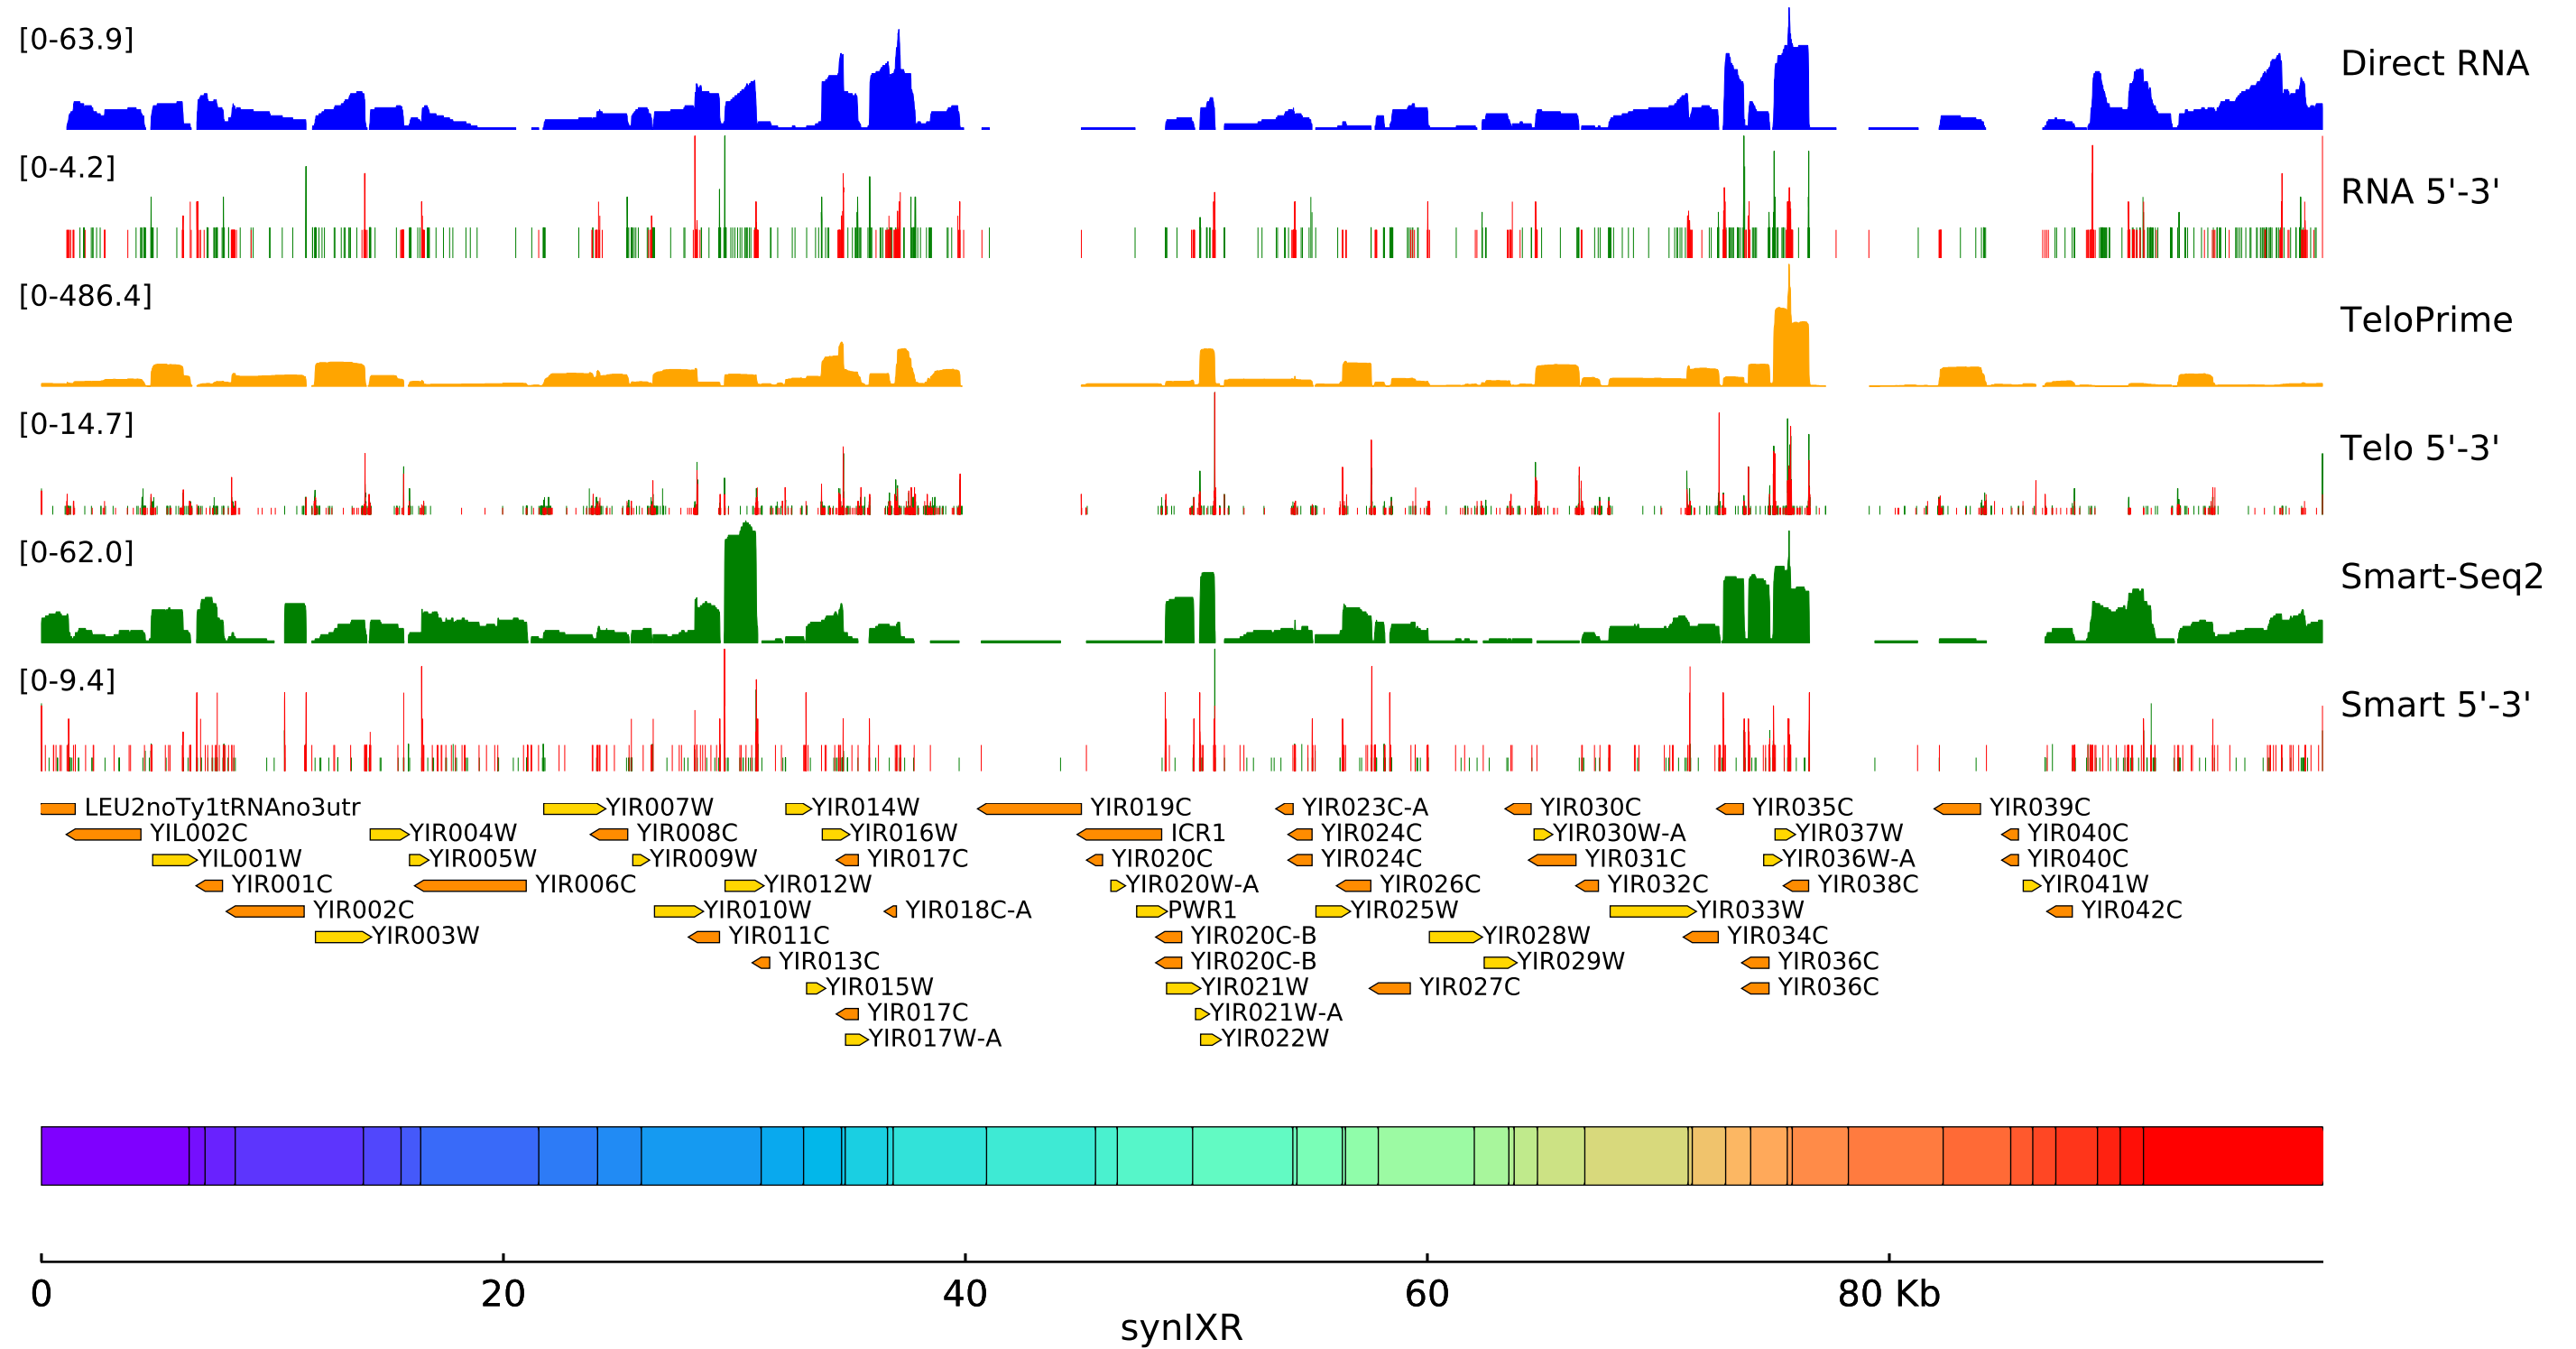 [0-63.9]
Direct RNA
[0-4.2]
RNA 5'-3'
[0-486.4]
TeloPrime
[0-14.7]
Telo 5'-3'
[0-62.0]
Smart-Seq2
[0-9.4]
Smart 5'-3'
LEU2noTy1tRNAno3utr YIR007W YIR014W YIR019C YIR023C-A YIR030C YIR035C YIR039C
YIL002C YIR004W YIR008C YIR016W ICR1 YIR024C YIR030W-A YIR037W YIR040C
YIL001W YIR005W YIR009W YIR017C YIR020C YIR024C YIR031C YIR036W-A YIR040C
YIR001C YIR006C YIR012W YIR020W-A YIR026C YIR032C YIR038C YIR041W
YIR002C YIR010W YIR018C-A PWR1 YIR025W YIR033W YIR042C
YIR003W YIR011C YIR020C-B YIR028W YIR034C
YIR013C YIR020C-B YIR029W YIR036C
YIR015W YIR021W YIR027C YIR036C
YIR017C YIR021W-A
YIR017W-A YIR022W
0 20 40 60 80 Kb
synIXR